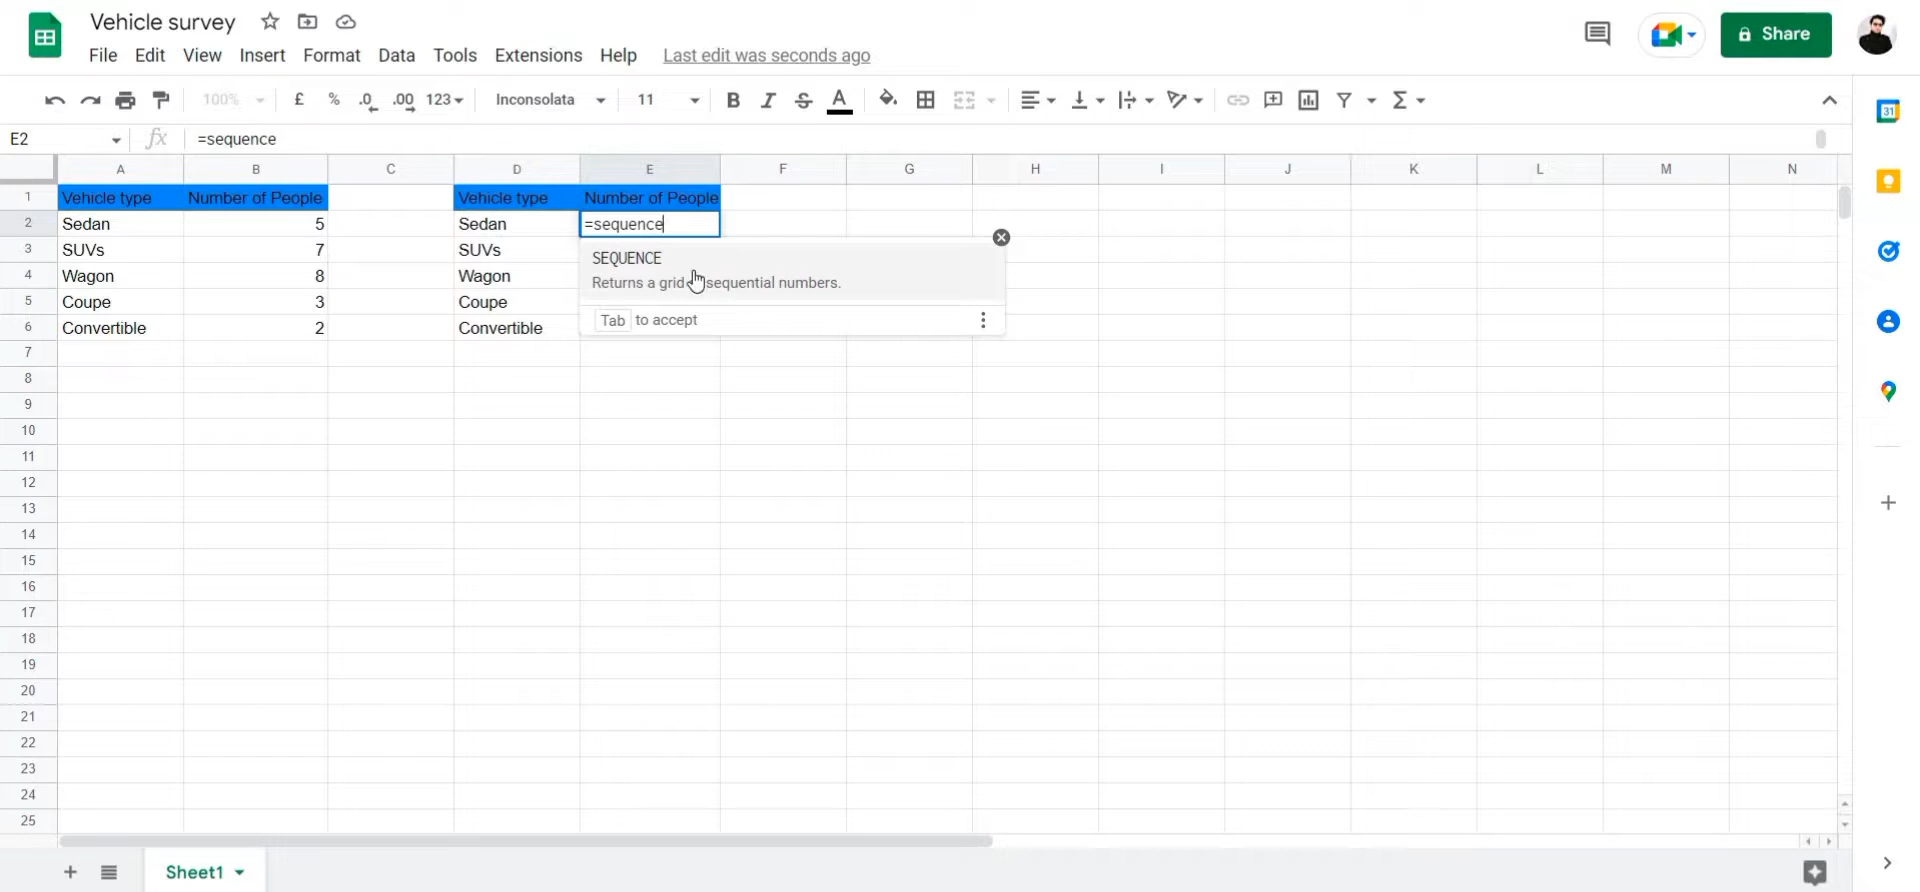 Vehicle survey
File Edit View Insert Format Data Tools Extensions Help Last edit was seconds ago
Share
100% £ % .0 .00 123 Inconsolata 11 B I S A Σ
31
E2 fx =sequence
A B C D E F G H I J K L M N
1 Vehicle type Number of People Vehicle type Number of People
2 Sedan 5 Sedan =sequence
3 SUVs 7 SUVs
SEQUENCE
4 Wagon 8 Wagon
Returns a grid sequential numbers.
5 Coupe 3 Coupe
Tab to accept
6 Convertible 2 Convertible
7
8
9
10
11
12
13
14
15
16
17
18
19
20
21
22
23
24
25
Sheet1